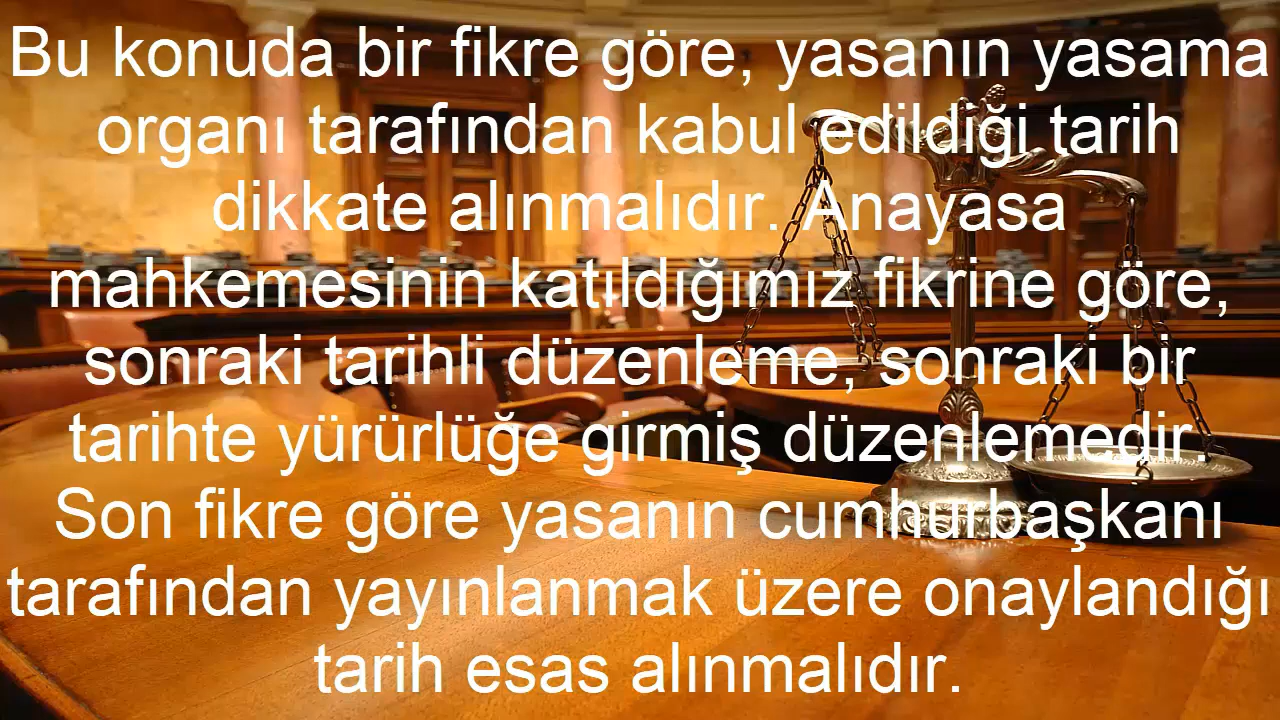 Bu konuda bir fikre göre, yasanın yasama
organı tarafından kabul edildiği tarih
dikkate alınmalıdır. Anayasa
mahkemesinin katıldığımız fikrine göre,
sonraki tarihli düzenleme, sonraki bir
tarihte yürürlüğe girmiş düzenlemedir.
Son fikre göre yasanın cumhurbaşkanı
tarafından yayınlanmak üzere onaylandığı
tarih esas alınmalıdır.